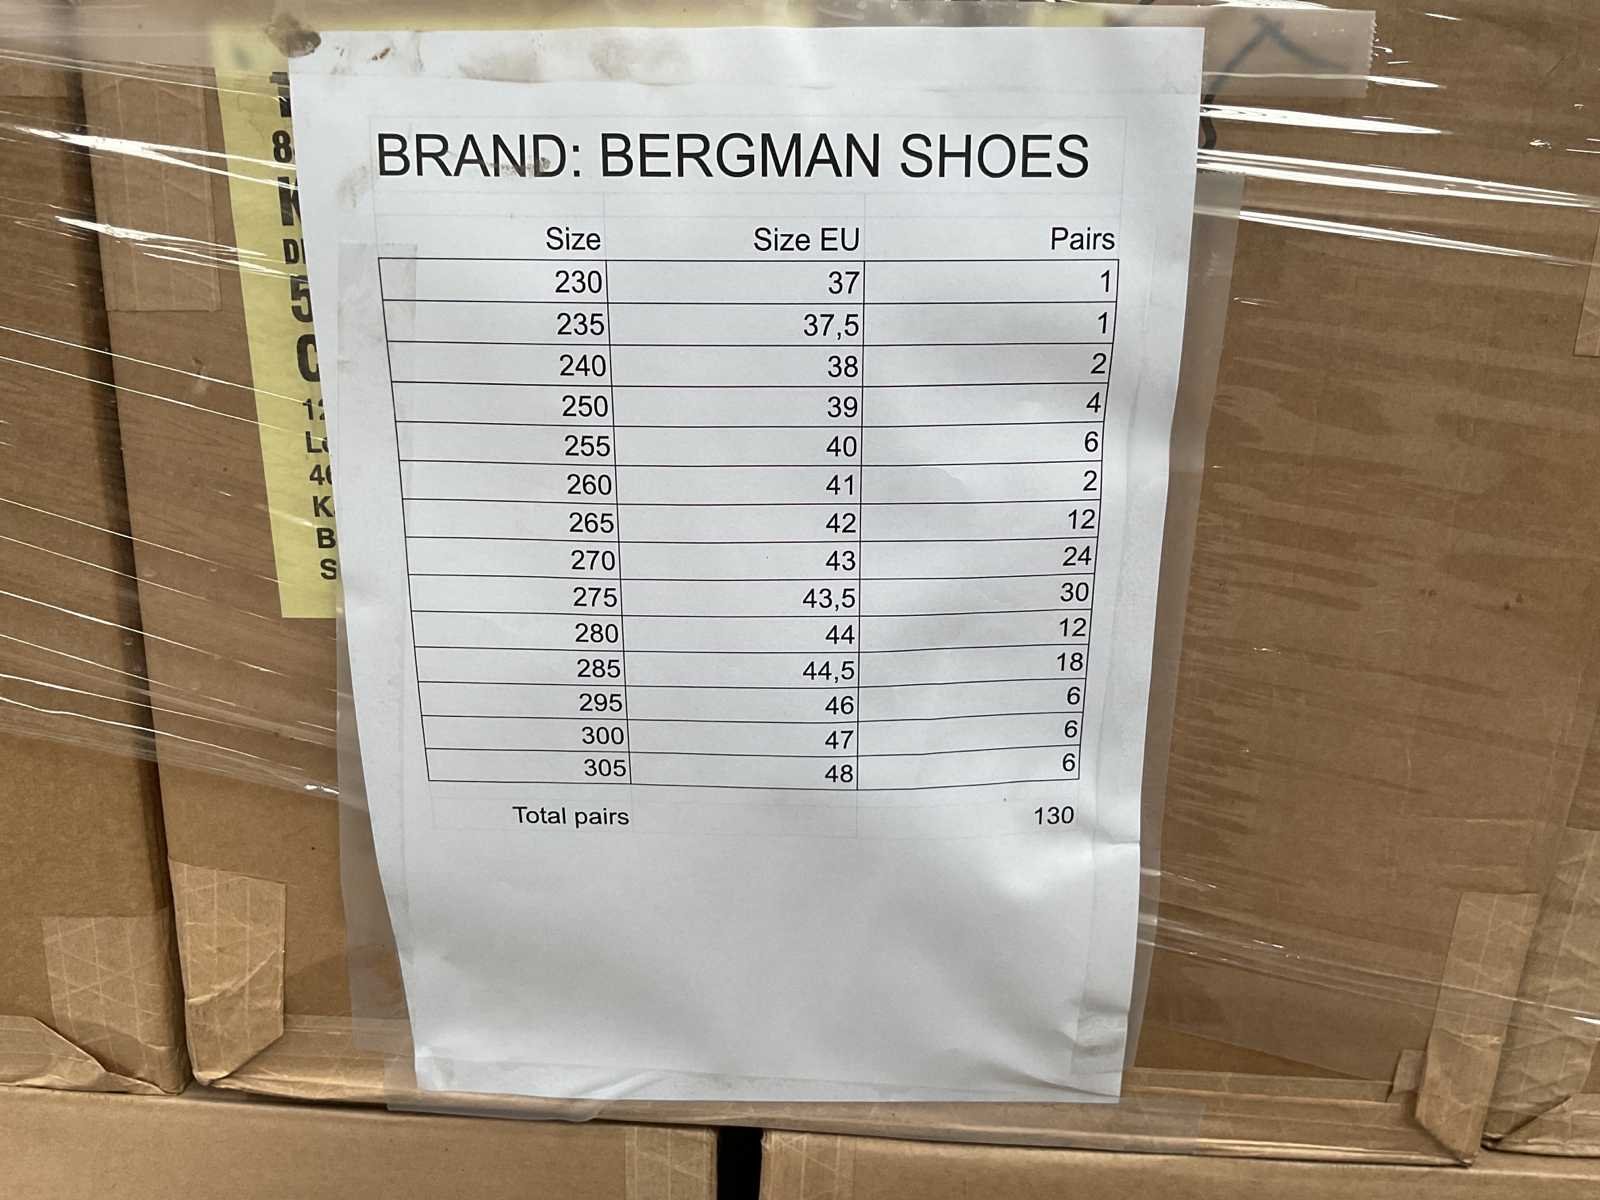 BRAND: BERGMAN SHOES
Size Size EU Pairs
230 37 1
235 37,5 1
240 38 2
250 39 4
255 40 6
260 41 2
265 42 12
270 43 24
275 43,5 30
280 44 12
285 44,5 18
295 46 6
300 47 6
305 48 6
Total pairs 130